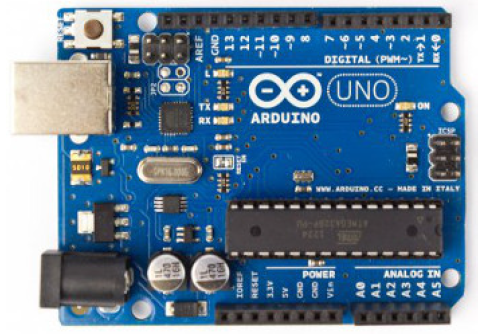 AREF
GND
13
12
~11
~10
~9
8
7
~6
~5
4
~3
2
TX→1
RX←0
DIGITAL (PWM~)
TX
RX
ARDUINO
UNO
ON
ICSP
WWW.ARDUINO.CC - MADE IN ITALY
IOREF
RESET
3.3V
5V
GND
GND
Vin
POWER
ANALOG IN
A0
A1
A2
A3
A4
A5